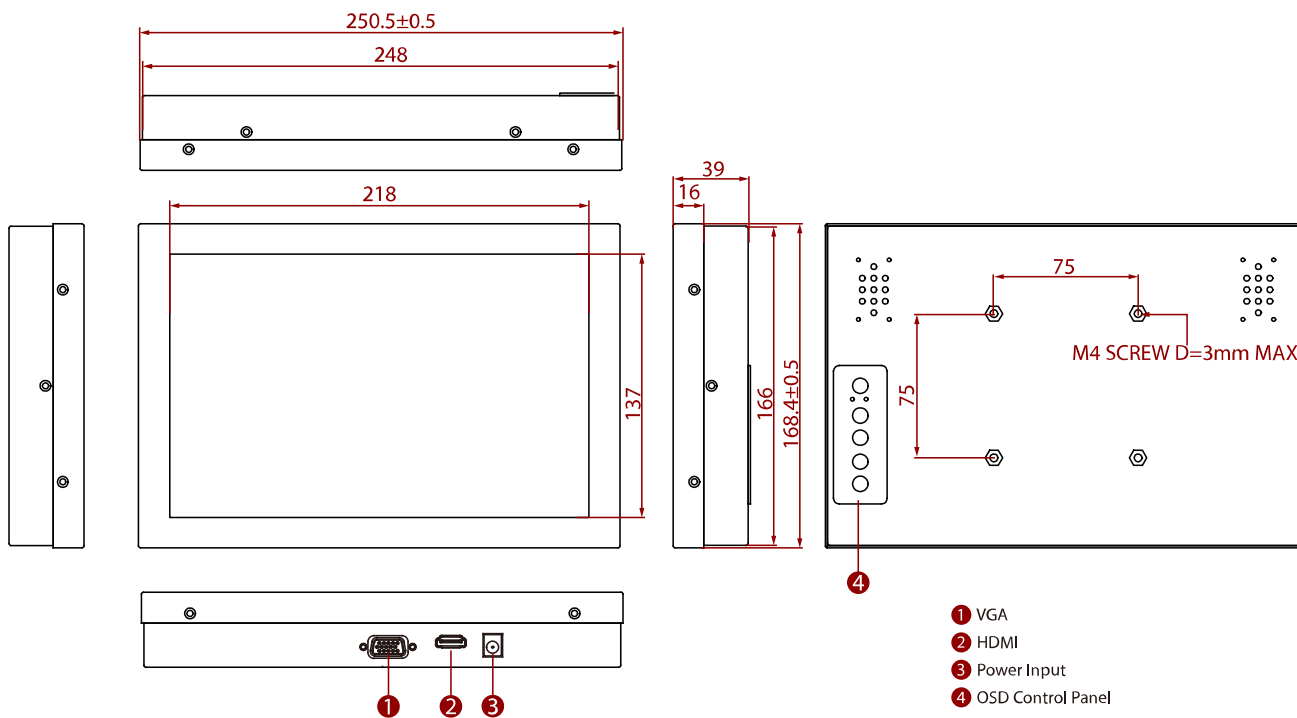 250.5±0.5
248
218
137
39
16
166
168.4±0.5
75
M4 SCREW D=3mm MAX
75
4
1 VGA
2 HDMI
3 Power Input
4 OSD Control Panel
1 2 3